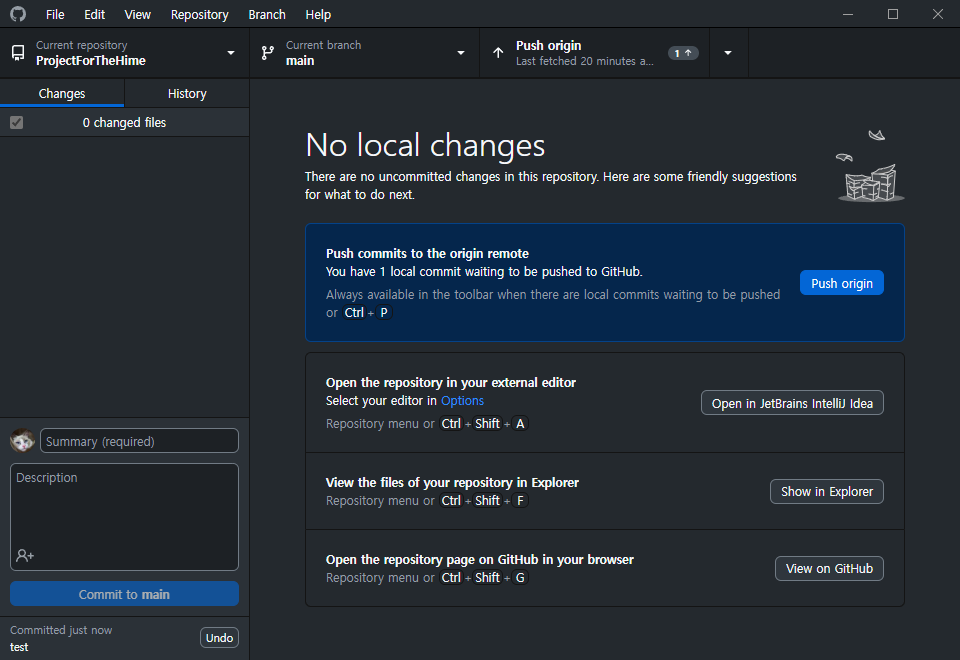 File Edit View Repository Branch Help
Current repository
ProjectForTheHime
Current branch
main
Push origin
Last fetched 20 minutes a...
1
Changes History
0 changed files
No local changes
There are no uncommitted changes in this repository. Here are some friendly suggestions
for what to do next.
Push commits to the origin remote
You have 1 local commit waiting to be pushed to GitHub.
Always available in the toolbar when there are local commits waiting to be pushed
or Ctrl + P
Push origin
Open the repository in your external editor
Select your editor in Options
Repository menu or Ctrl + Shift + A
Open in JetBrains IntelliJ Idea
View the files of your repository in Explorer
Repository menu or Ctrl + Shift + F
Show in Explorer
Open the repository page on GitHub in your browser
Repository menu or Ctrl + Shift + G
View on GitHub
Summary (required)
Description
Commit to main
Committed just now
test
Undo